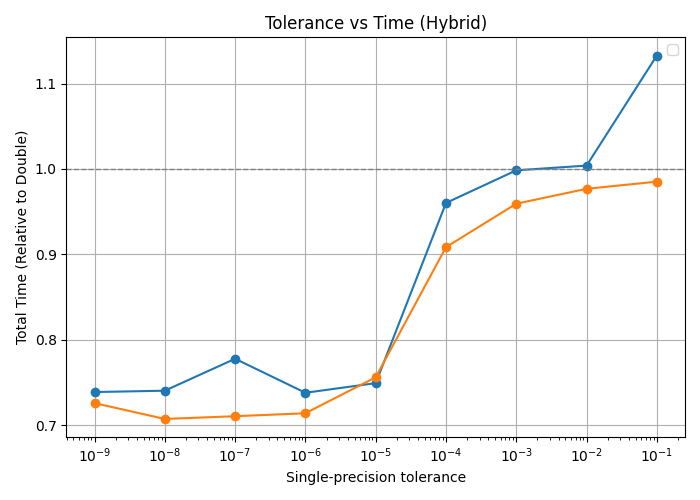 Tolerance vs Time (Hybrid)
Total Time (Relative to Double)
1.1
1.0
0.9
0.8
0.7
10⁻⁹ 10⁻⁸ 10⁻⁷ 10⁻⁶ 10⁻⁵ 10⁻⁴ 10⁻³ 10⁻² 10⁻¹
Single-precision tolerance